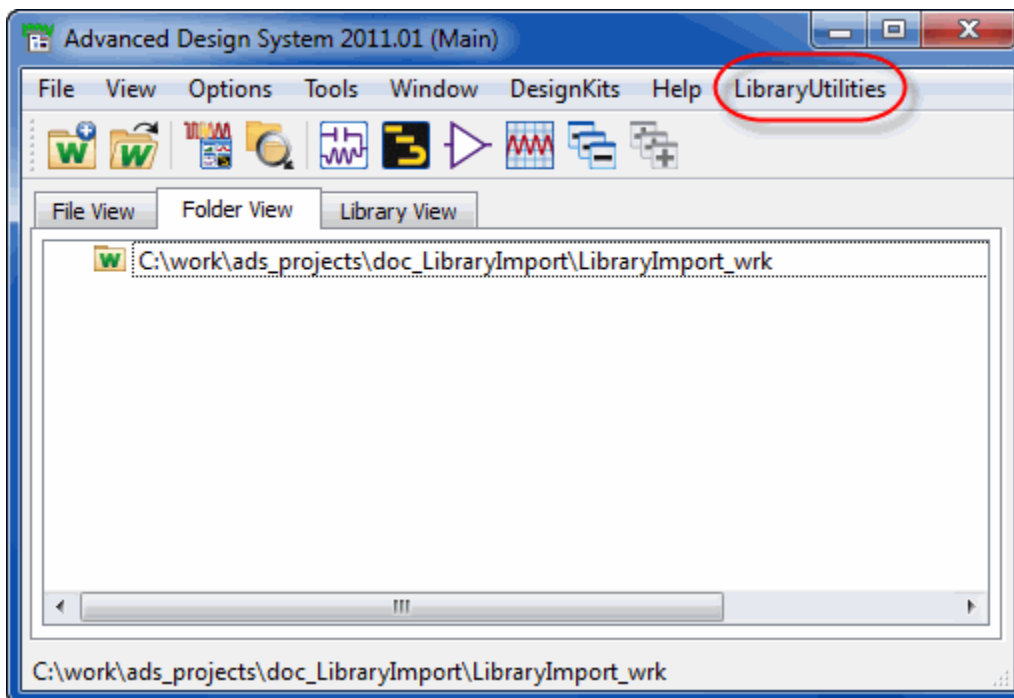 Advanced Design System 2011.01 (Main)
File View Options Tools Window DesignKits Help LibraryUtilities
File View Folder View Library View
W C:\work\ads_projects\doc_LibraryImport\LibraryImport_wrk
C:\work\ads_projects\doc_LibraryImport\LibraryImport_wrk